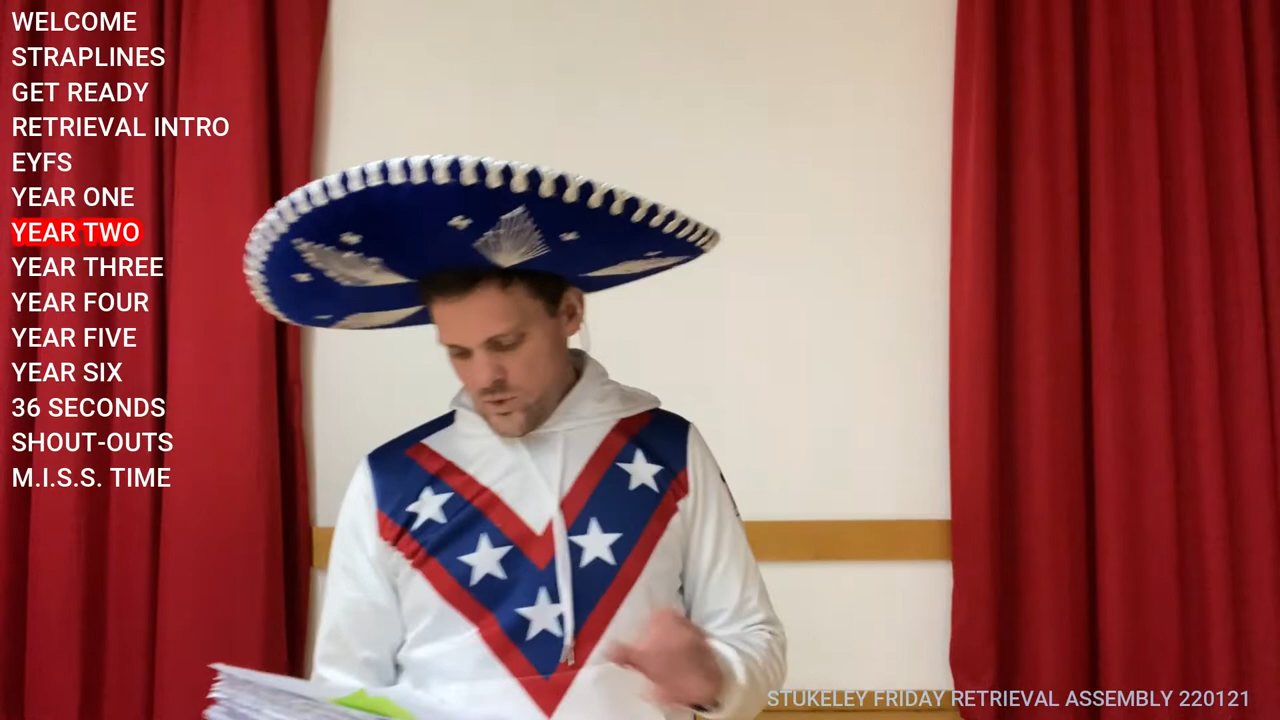 WELCOME
STRAPLINES
GET READY
RETRIEVAL INTRO
EYFS
YEAR ONE
YEAR TWO
YEAR THREE
YEAR FOUR
YEAR FIVE
YEAR SIX
36 SECONDS
SHOUT-OUTS
M.I.S.S. TIME
STUKELEY FRIDAY RETRIEVAL ASSEMBLY 220121